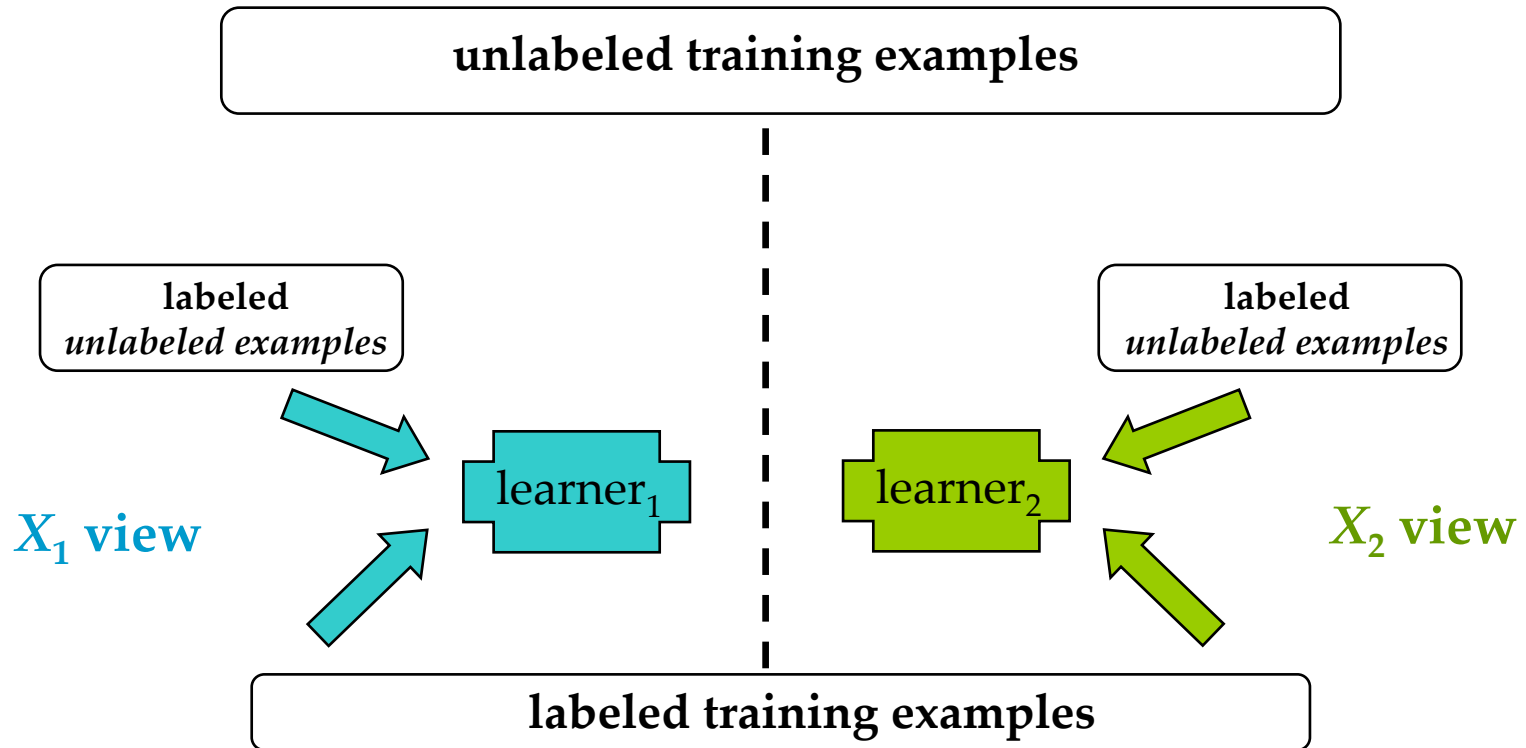 unlabeled training examples
labeled
unlabeled examples
labeled
unlabeled examples
learner₁
learner₂
X₁ view
X₂ view
labeled training examples